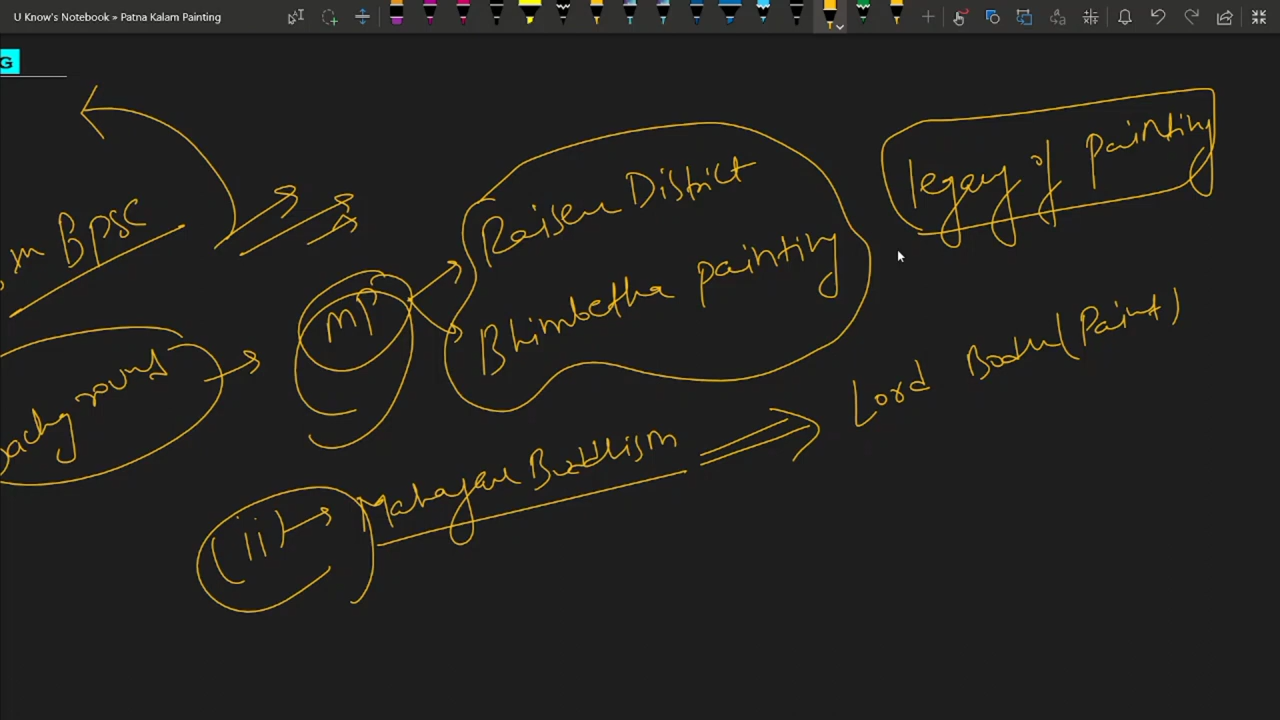 U Know's Notebook » Patna Kalam Painting
G
legacy of painting
m BPSC
Raisen District
MP
Bhimbetka painting
Lord Buddha (Paint)
background
Mahayan Buddhism
(ii)